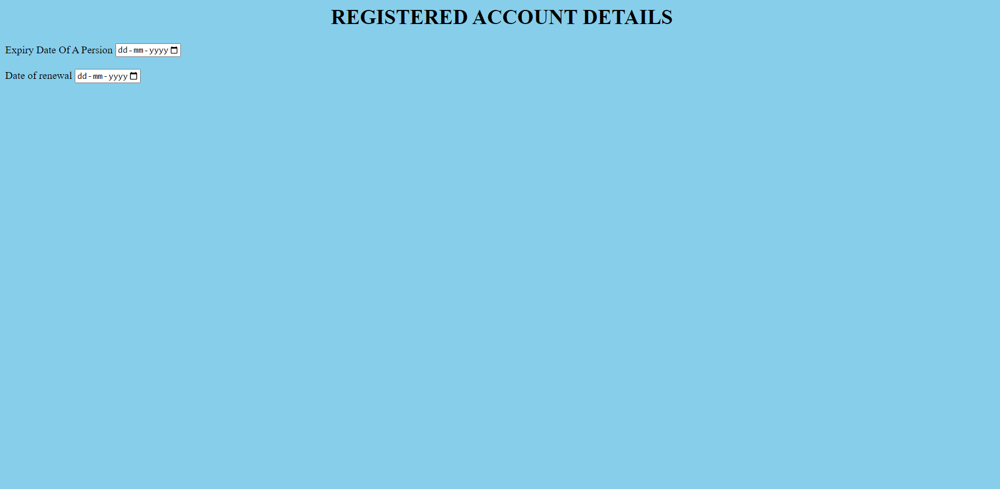 REGISTERED ACCOUNT DETAILS
Expiry Date Of A Persion dd-mm-yyyy
Date of renewal dd-mm-yyyy